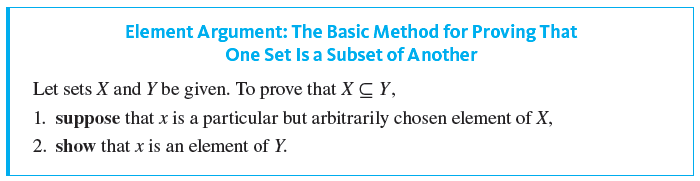 Element Argument: The Basic Method for Proving That
One Set Is a Subset of Another
Let sets X and Y be given. To prove that X ⊆ Y,
1. suppose that x is a particular but arbitrarily chosen element of X,
2. show that x is an element of Y.